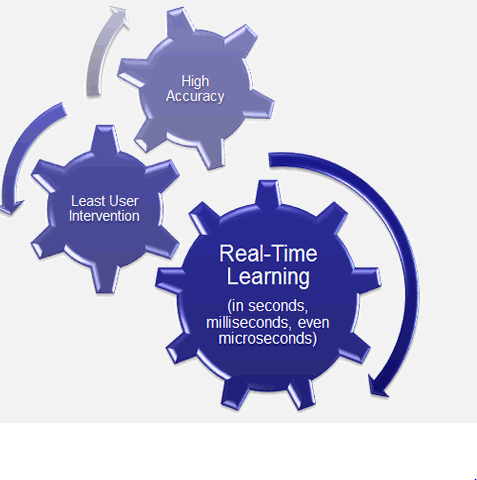 High
Accuracy
Least User
Intervention
Real-Time
Learning
(in seconds,
milliseconds, even
microseconds)
.